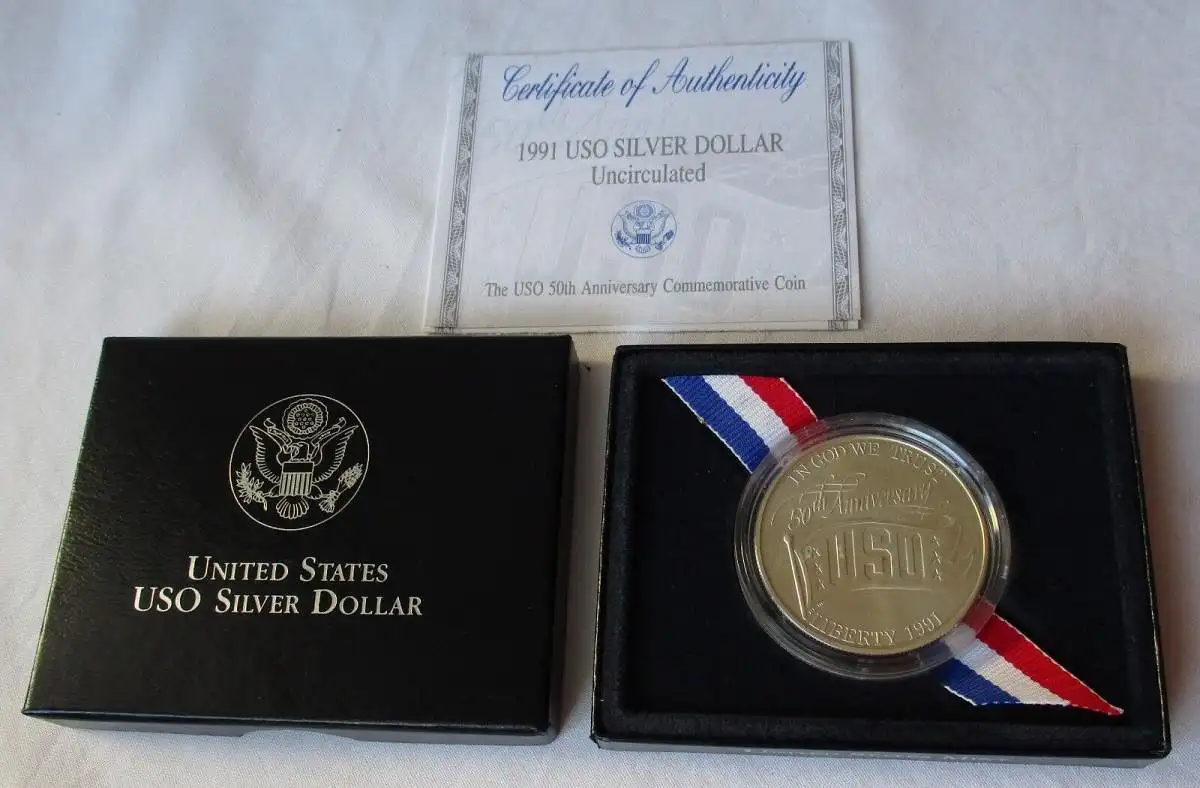 Certificate of Authenticity
1991 USO SILVER DOLLAR
Uncirculated
The USO 50th Anniversary Commemorative Coin
UNITED STATES
USO SILVER DOLLAR
IN GOD WE TRUST
50th Anniversary
USO
LIBERTY 1991